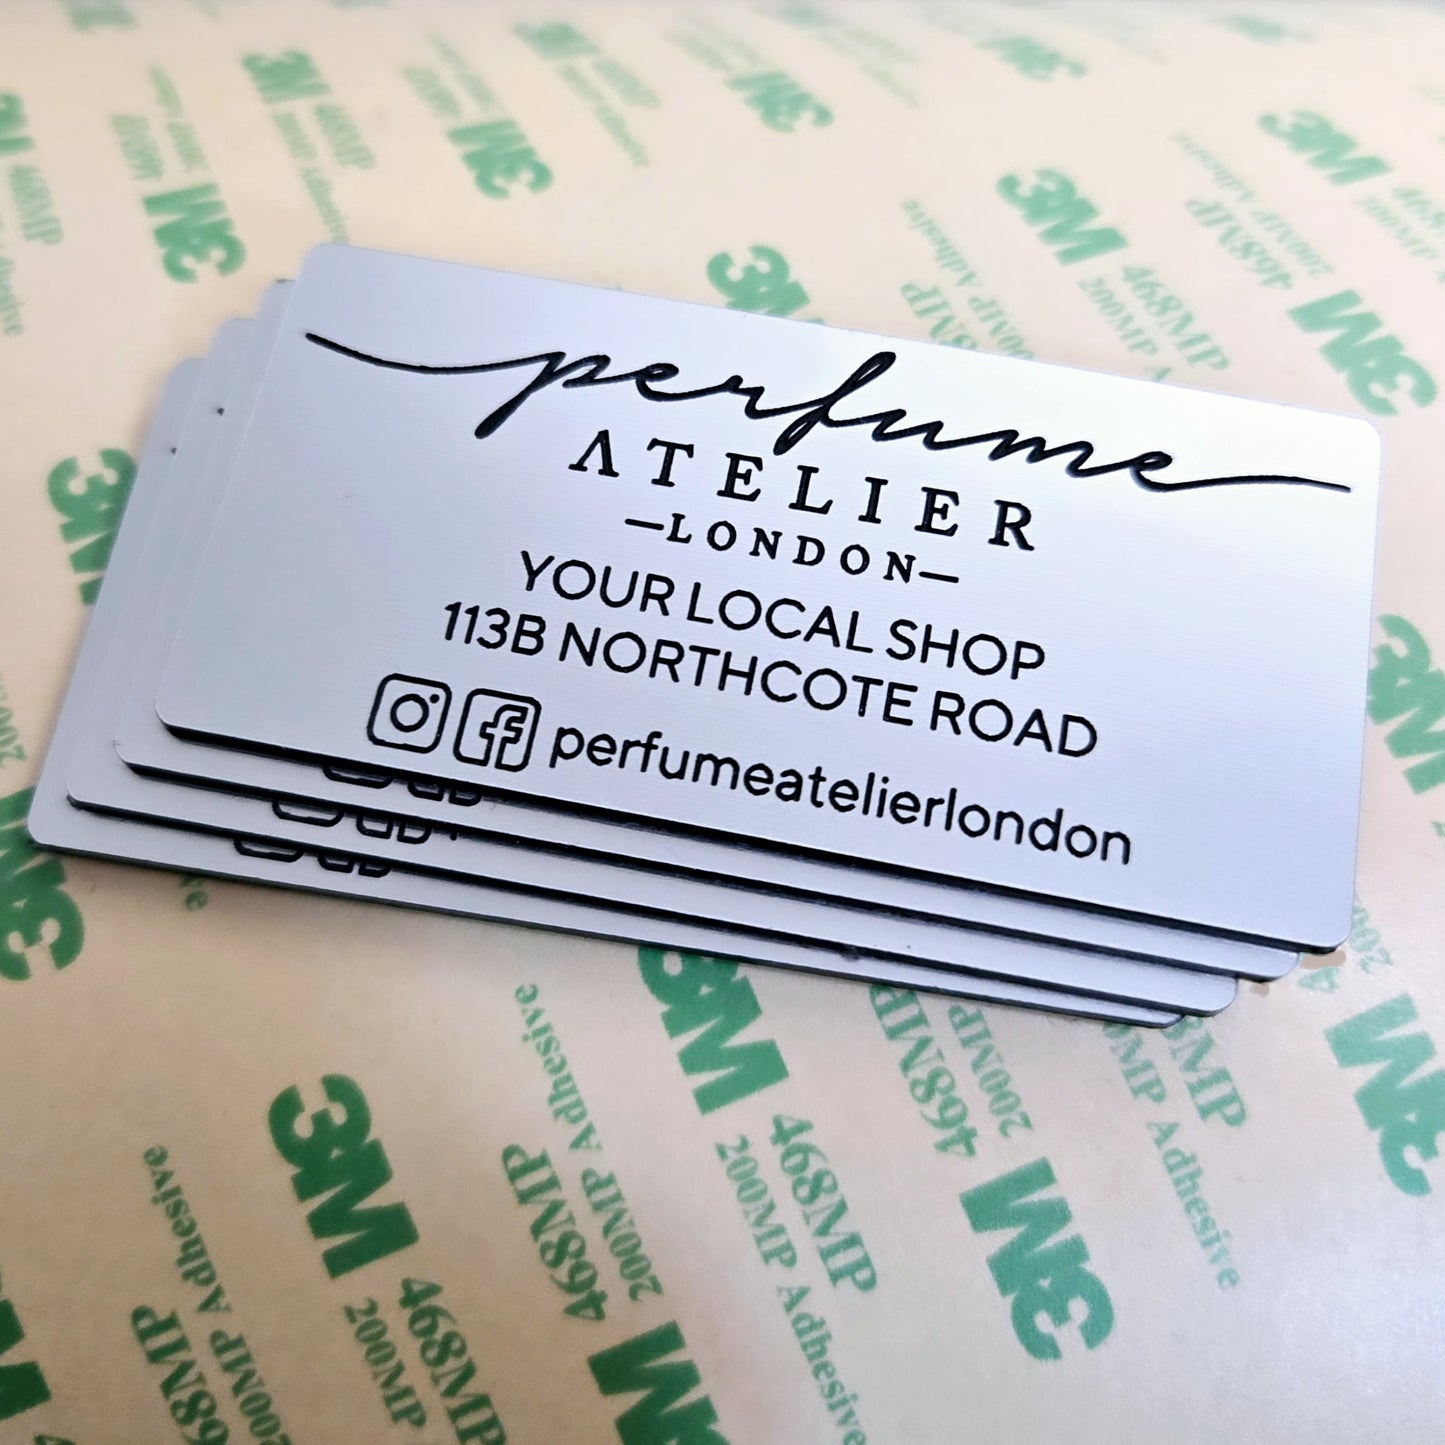 perfume
ATELIER
—LONDON—
YOUR LOCAL SHOP
113B NORTHCOTE ROAD
perfumeatelierlondon
3M 468MP
200MP Adhesive